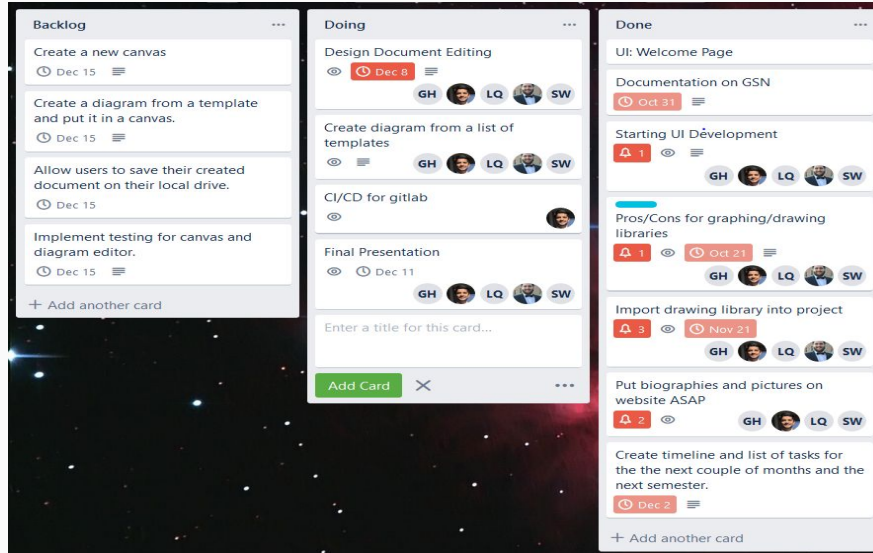 Backlog
Create a new canvas
Dec 15
Create a diagram from a template
and put it in a canvas.
Dec 15
Allow users to save their created
document on their local drive.
Dec 15
Implement testing for canvas and
diagram editor.
Dec 15
+ Add another card
Doing
Design Document Editing
Dec 8
GH LQ SW
Create diagram from a list of
templates
GH LQ SW
CI/CD for gitlab
Final Presentation
Dec 11
GH LQ SW
Enter a title for this card...
Add Card
Done
UI: Welcome Page
Documentation on GSN
Oct 31
Starting UI Development
1
GH LQ SW
Pros/Cons for graphing/drawing
libraries
1 Oct 21
GH LQ SW
Import drawing library into project
3 Nov 21
GH LQ SW
Put biographies and pictures on
website ASAP
2 GH LQ SW
Create timeline and list of tasks for
the the next couple of months and the
next semester.
Dec 2
+ Add another card